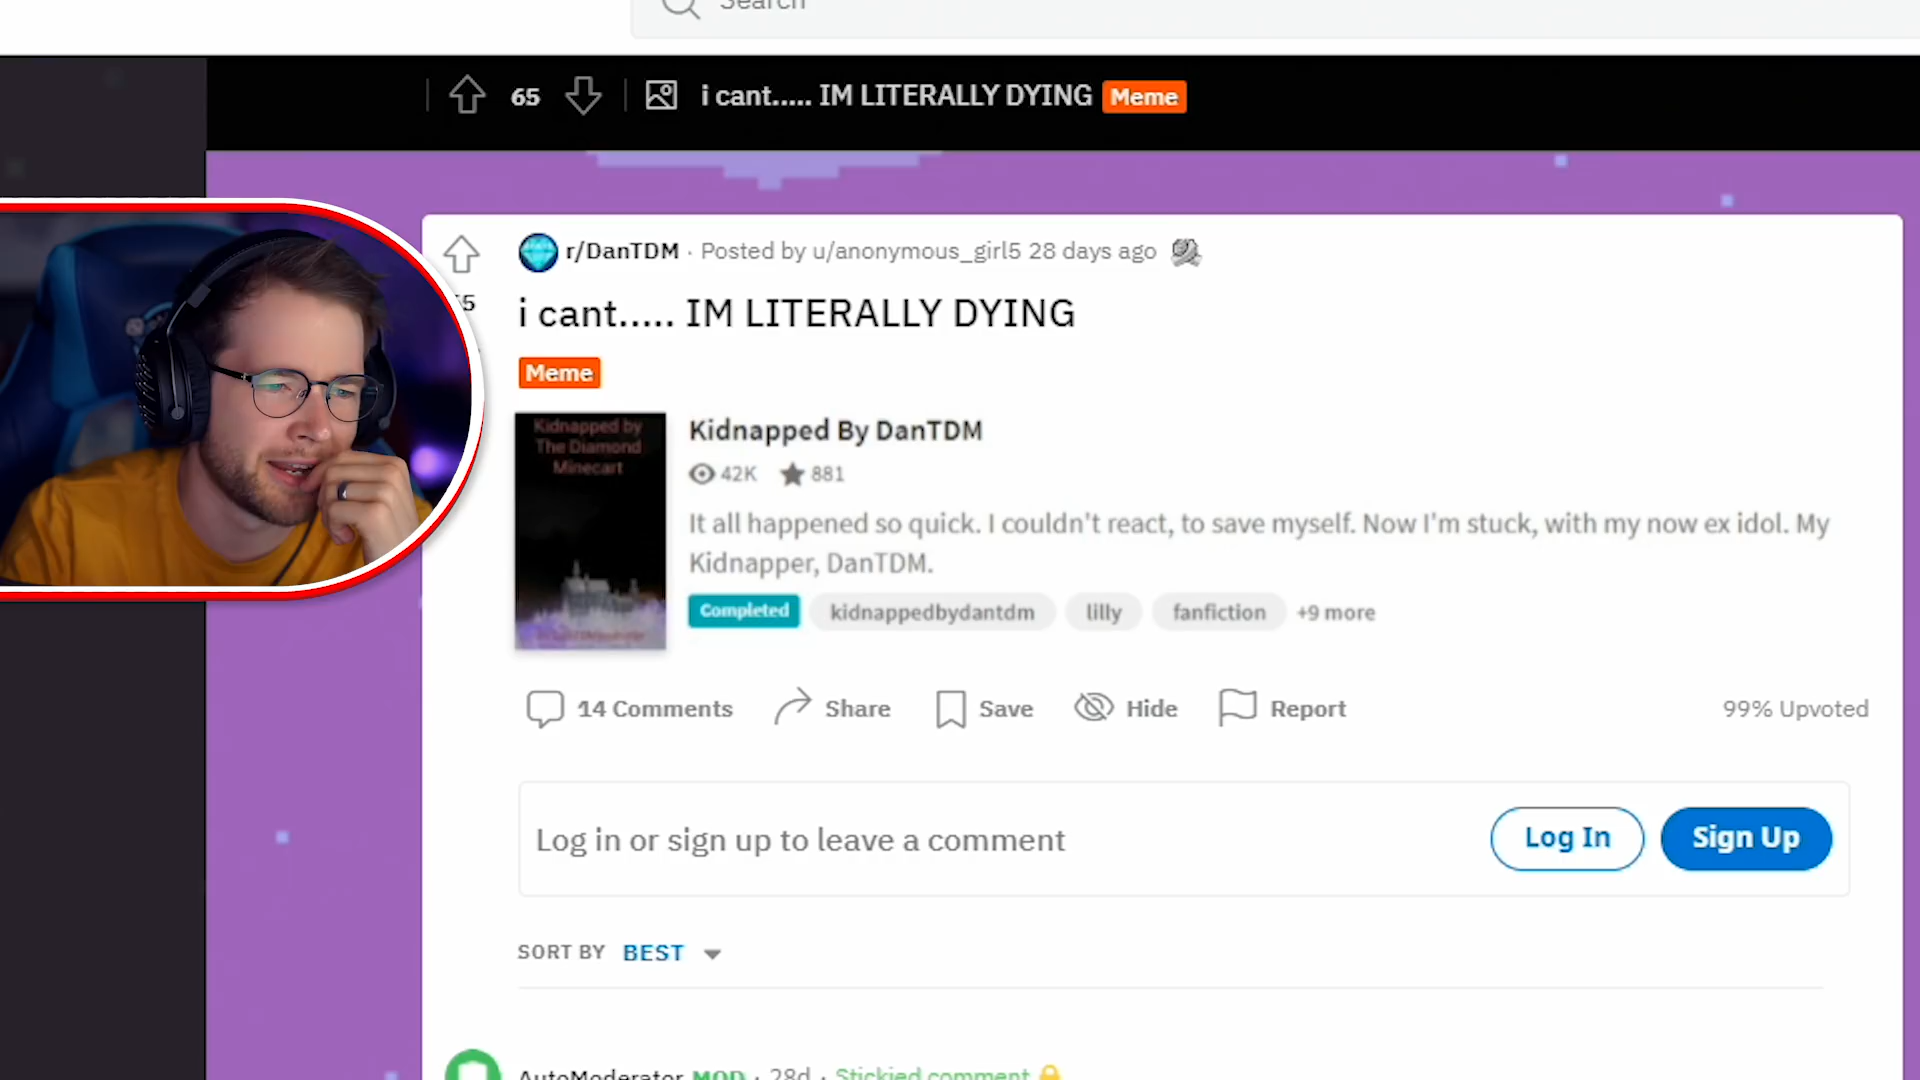 Search
65 i cant..... IM LITERALLY DYING Meme
r/DanTDM · Posted by u/anonymous_girl5 28 days ago
i cant..... IM LITERALLY DYING
Meme
Kidnapped by
The Diamond
Minecart
Kidnapped By DanTDM
42K 881
It all happened so quick. I couldn't react, to save myself. Now I'm stuck, with my now ex idol. My
Kidnapper, DanTDM.
Completed kidnappedbydantdm lilly fanfiction +9 more
14 Comments Share Save Hide Report 99% Upvoted
Log in or sign up to leave a comment Log In Sign Up
SORT BY BEST
AutoModerator MOD · 28d · Stickied comment